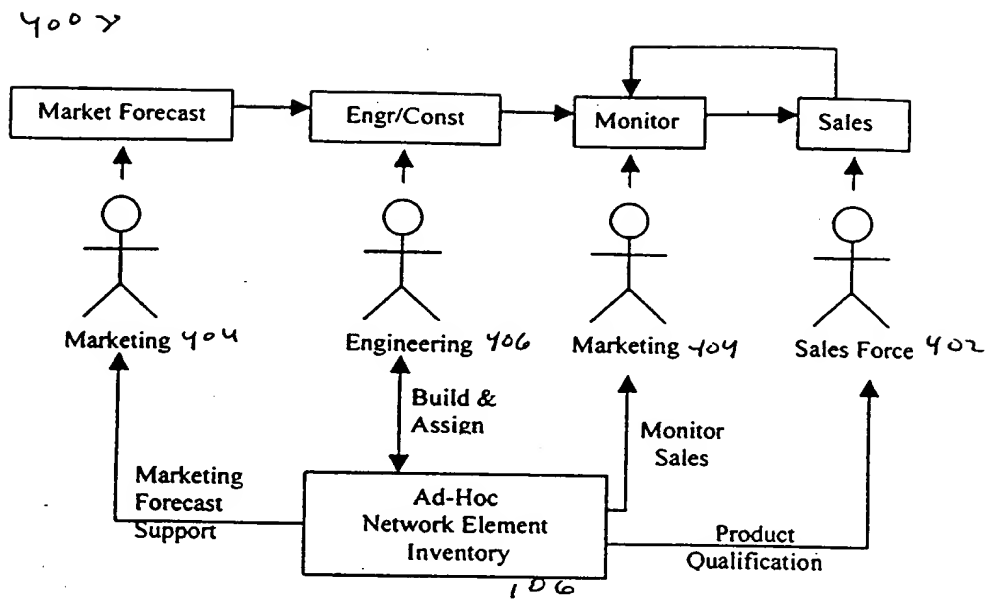 400
Market Forecast
Engr/Const
Monitor
Sales
Marketing 404
Engineering 406
Marketing 404
Sales Force 402
Build &
Assign
Monitor
Sales
Marketing
Forecast
Support
Ad-Hoc
Network Element
Inventory
Product
Qualification
106